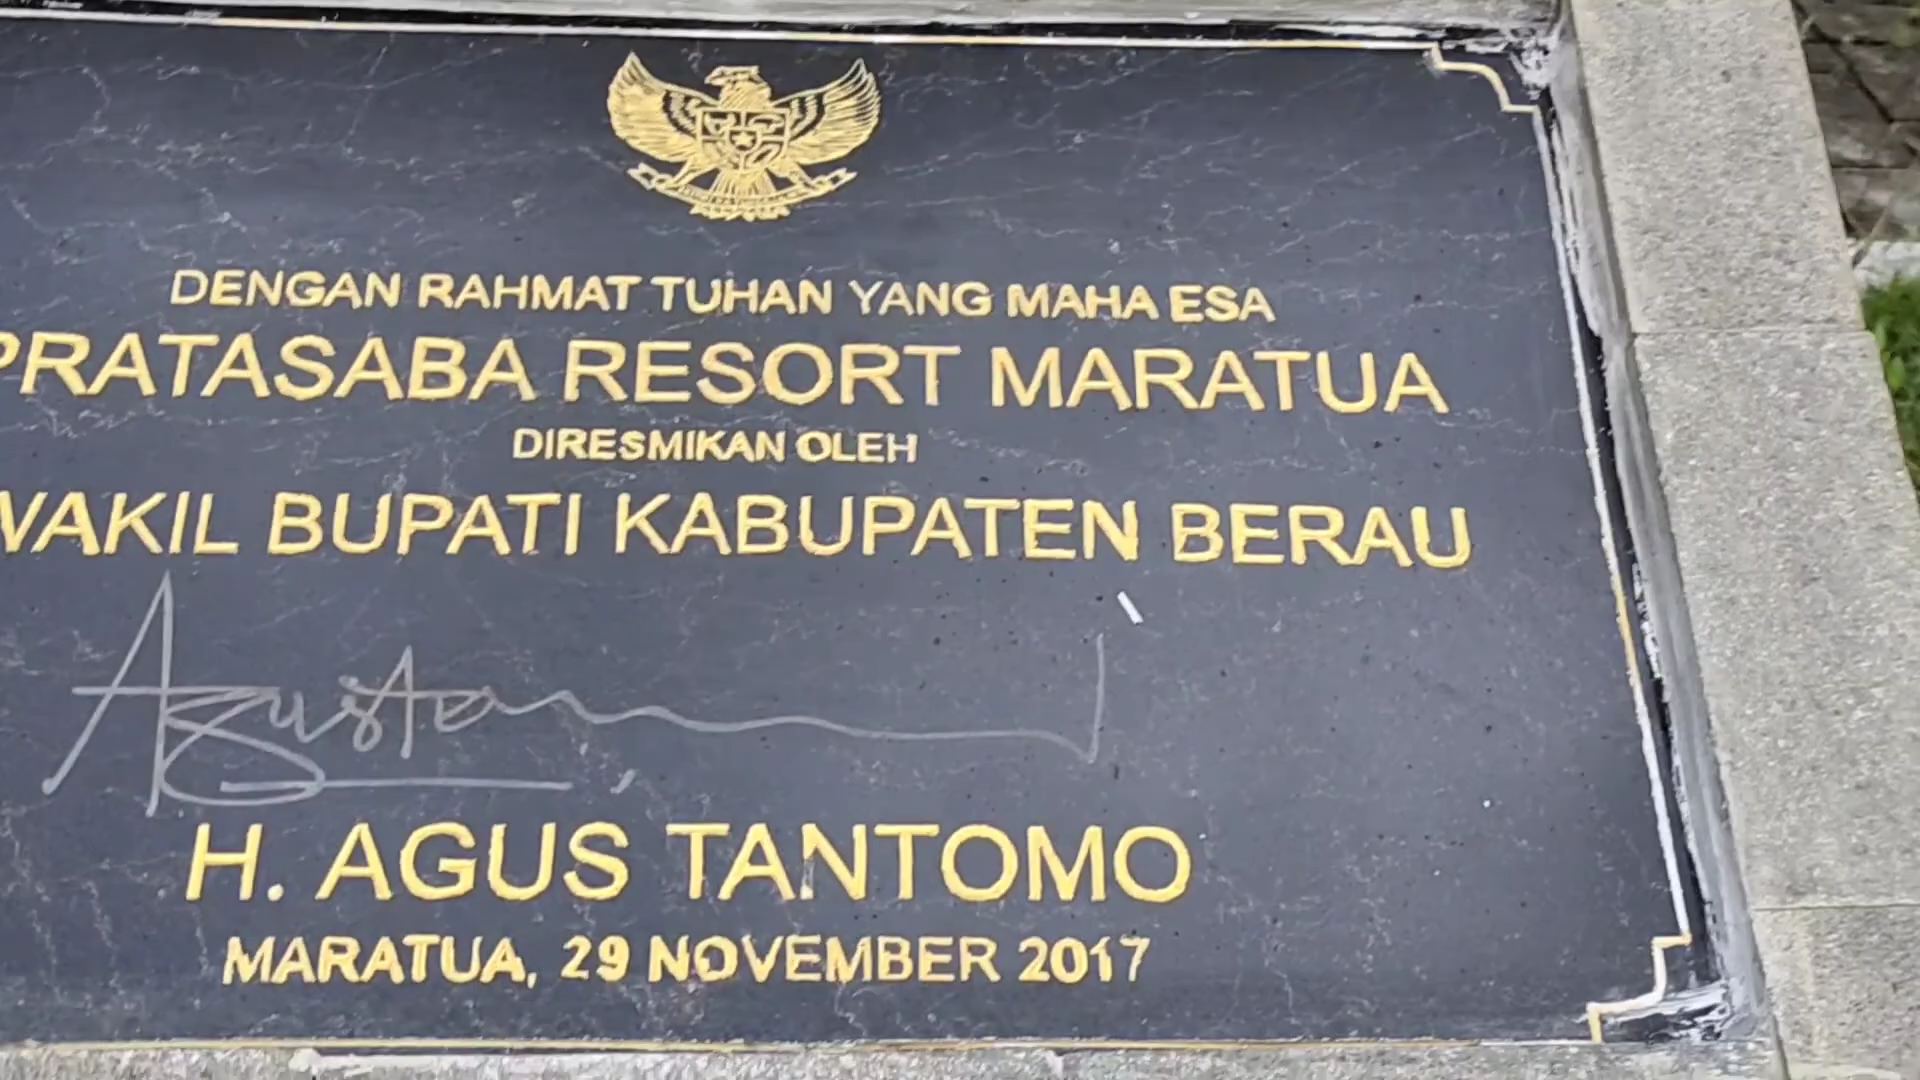 DENGAN RAHMAT TUHAN YANG MAHA ESA
PRATASABA RESORT MARATUA
DIRESMIKAN OLEH
WAKIL BUPATI KABUPATEN BERAU
H. AGUS TANTOMO
MARATUA, 29 NOVEMBER 2017